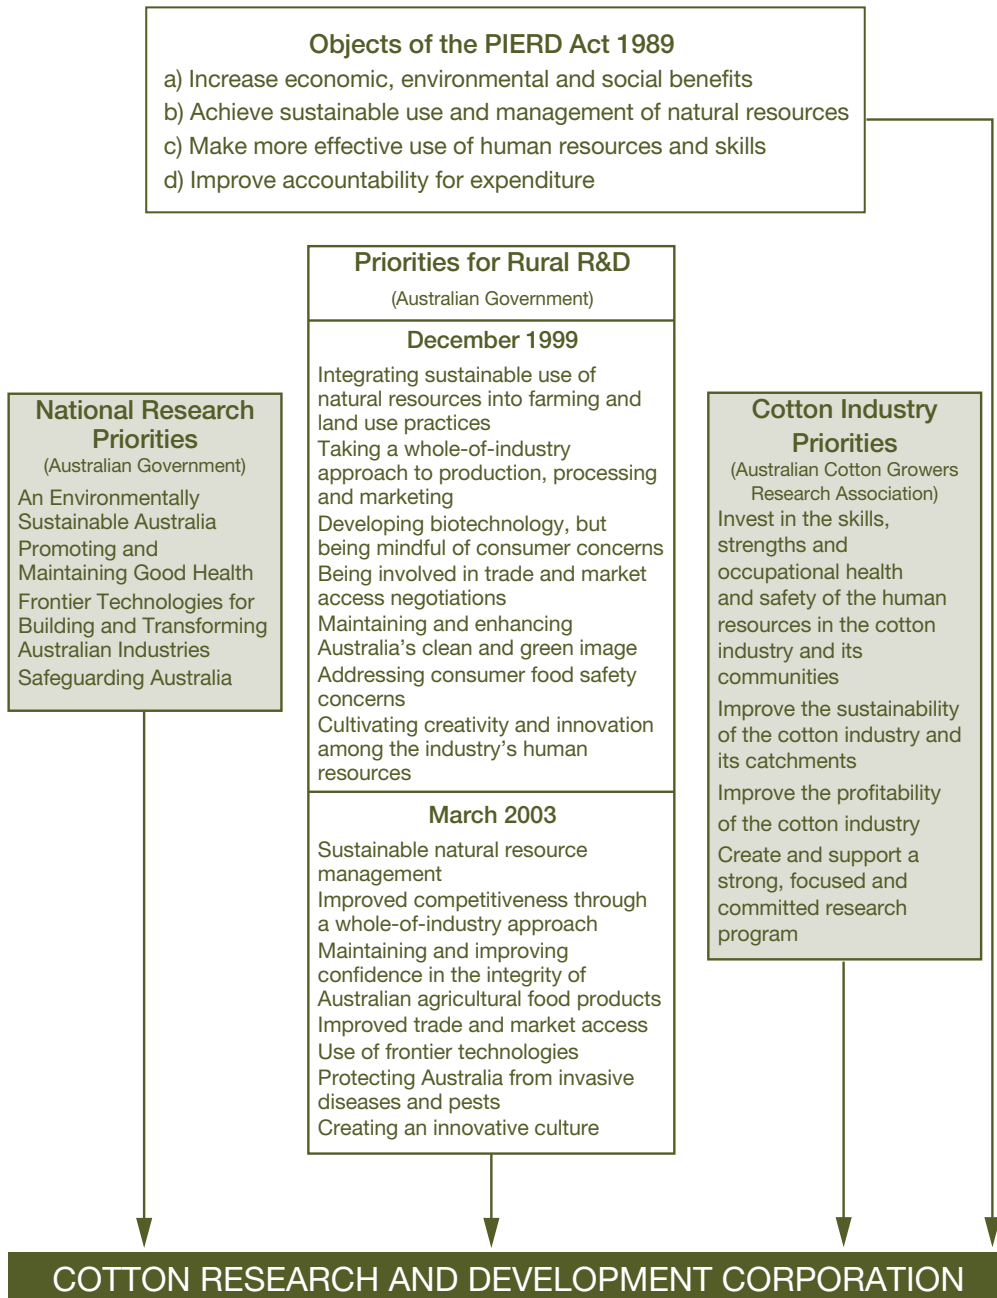 Objects of the PIERD Act 1989
a) Increase economic, environmental and social benefits
b) Achieve sustainable use and management of natural resources
c) Make more effective use of human resources and skills
d) Improve accountability for expenditure
National Research
Priorities
(Australian Government)
An Environmentally
Sustainable Australia
Promoting and
Maintaining Good Health
Frontier Technologies for
Building and Transforming
Australian Industries
Safeguarding Australia
Priorities for Rural R&D
(Australian Government)
December 1999
Integrating sustainable use of
natural resources into farming and
land use practices
Taking a whole-of-industry
approach to production, processing
and marketing
Developing biotechnology, but
being mindful of consumer concerns
Being involved in trade and market
access negotiations
Maintaining and enhancing
Australia’s clean and green image
Addressing consumer food safety
concerns
Cultivating creativity and innovation
among the industry’s human
resources
March 2003
Sustainable natural resource
management
Improved competitiveness through
a whole-of-industry approach
Maintaining and improving
confidence in the integrity of
Australian agricultural food products
Improved trade and market access
Use of frontier technologies
Protecting Australia from invasive
diseases and pests
Creating an innovative culture
Cotton Industry
Priorities
(Australian Cotton Growers
Research Association)
Invest in the skills,
strengths and
occupational health
and safety of the human
resources in the cotton
industry and its
communities
Improve the sustainability
of the cotton industry and
its catchments
Improve the profitability
of the cotton industry
Create and support a
strong, focused and
committed research
program
COTTON RESEARCH AND DEVELOPMENT CORPORATION